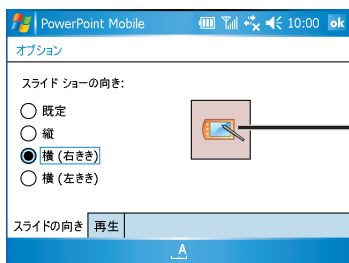 PowerPoint Mobile 10:00 ok
オプション
スライド ショーの向き:
既定
縦
横 (右きき)
横 (左きき)
スライドの向き 再生
A